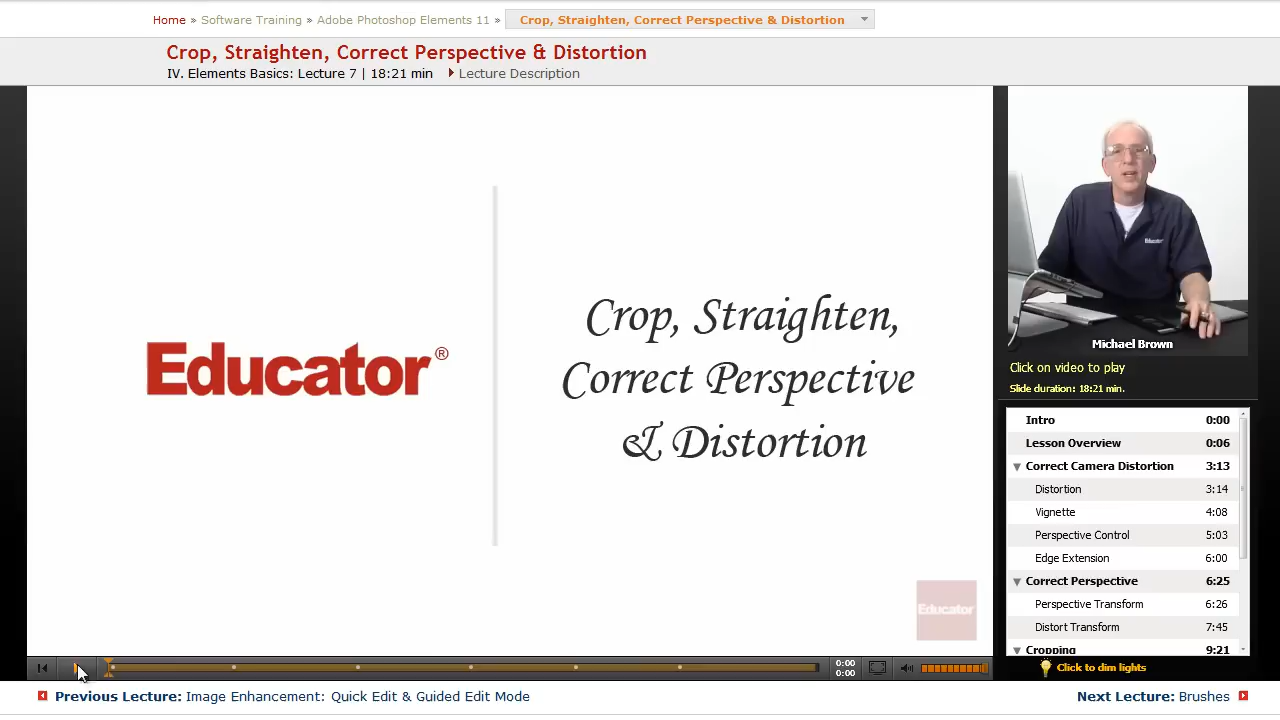 Home » Software Training » Adobe Photoshop Elements 11 » Crop, Straighten, Correct Perspective & Distortion
Crop, Straighten, Correct Perspective & Distortion
IV. Elements Basics: Lecture 7 | 18:21 min Lecture Description
Educator®
Crop, Straighten,
Correct Perspective
& Distortion
Educator
Educator
Michael Brown
Click on video to play
Slide duration: 18:21 min.
Intro 0:00
Lesson Overview 0:06
Correct Camera Distortion 3:13
Distortion 3:14
Vignette 4:08
Perspective Control 5:03
Edge Extension 6:00
Correct Perspective 6:25
Perspective Transform 6:26
Distort Transform 7:45
Cropping 9:21
0:00
0:00
Click to dim lights
Previous Lecture: Image Enhancement: Quick Edit & Guided Edit Mode
Next Lecture: Brushes